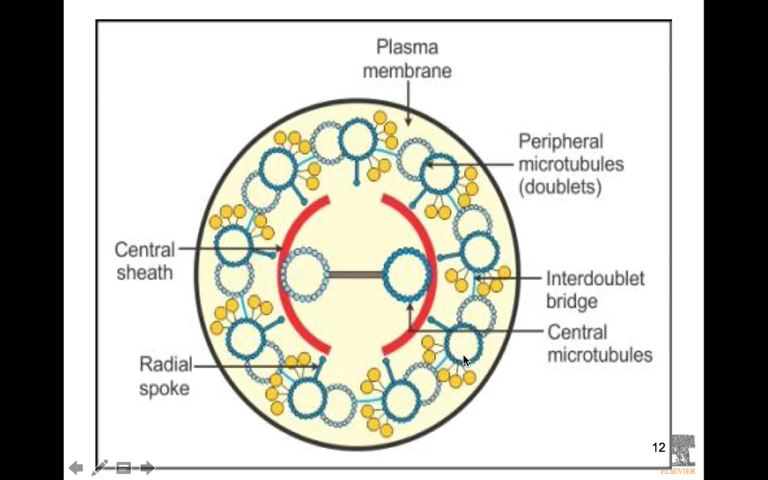 Plasma
membrane
Peripheral
microtubules
(doublets)
Central
sheath
Interdoublet
bridge
Central
microtubules
Radial
spoke
12
ELSEVIER